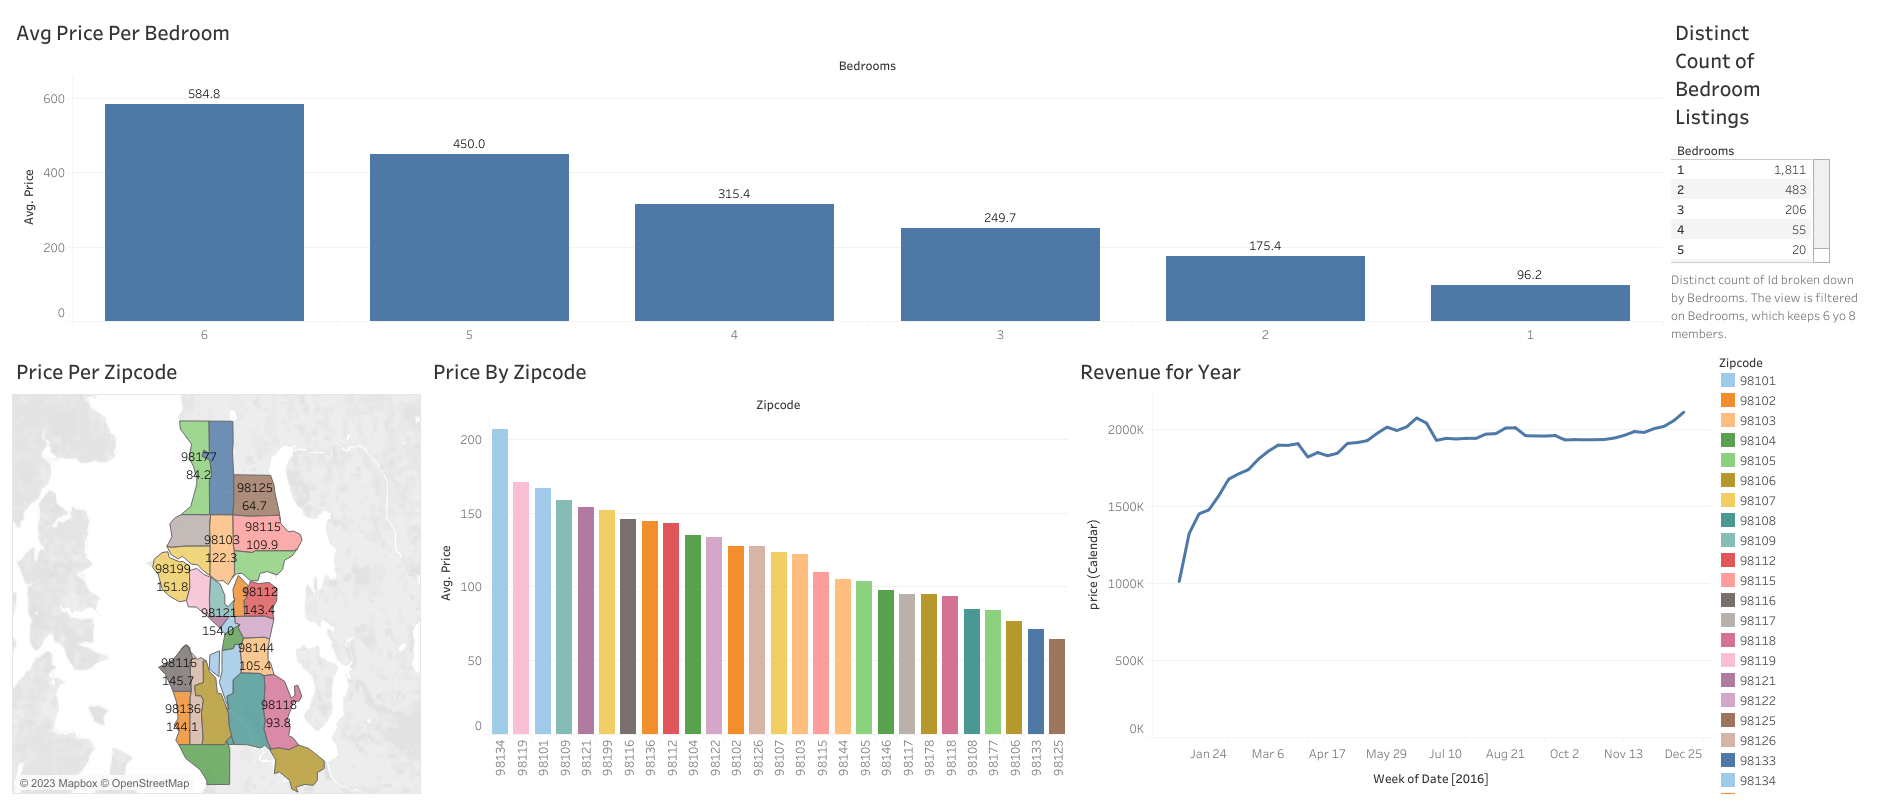 Avg Price Per Bedroom
Bedrooms
Avg. Price
600
400
200
0
584.8
450.0
315.4
249.7
175.4
96.2
6
5
4
3
2
1
Distinct
Count of
Bedroom
Listings
Bedrooms
1 1,811
2 483
3 206
4 55
5 20
Distinct count of Id broken down
by Bedrooms. The view is filtered
on Bedrooms, which keeps 6 yo 8
members.
Price Per Zipcode
98177
84.2
98125
64.7
98115
109.9
98103
122.3
98199
151.8
98112
143.4
98121
154.0
98144
105.4
98116
145.7
98136
144.1
98118
93.8
© 2023 Mapbox © OpenStreetMap
Price By Zipcode
Zipcode
Avg. Price
200
150
100
50
0
98134
98119
98101
98109
98121
98199
98116
98136
98112
98104
98122
98102
98126
98107
98103
98115
98144
98105
98146
98117
98178
98118
98108
98177
98106
98133
98125
Revenue for Year
price (Calendar)
2000K
1500K
1000K
500K
0K
Jan 24
Mar 6
Apr 17
May 29
Jul 10
Aug 21
Oct 2
Nov 13
Dec 25
Week of Date [2016]
Zipcode
98101
98102
98103
98104
98105
98106
98107
98108
98109
98112
98115
98116
98117
98118
98119
98121
98122
98125
98126
98133
98134